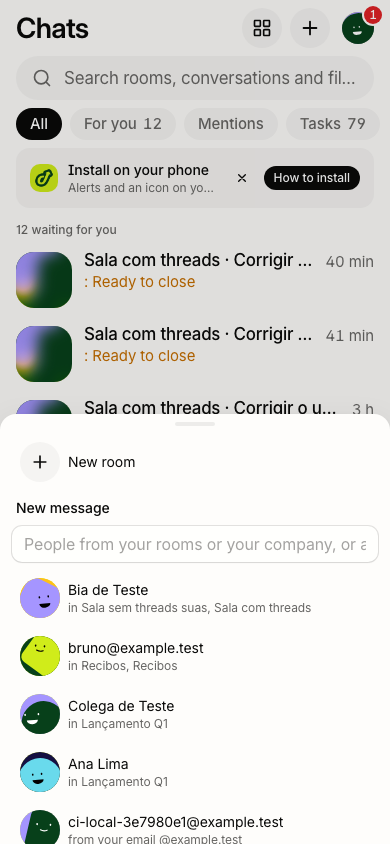 Chats
1
Search rooms, conversations and fil...
All
For you 12
Mentions
Tasks 79
Install on your phone
Alerts and an icon on yo...
How to install
12 waiting for you
Sala com threads · Corrigir ... 40 min
: Ready to close
Sala com threads · Corrigir ... 41 min
: Ready to close
Sala com threads · Corrigir o u... 3 h
New room
New message
People from your rooms or your company, or a
Bia de Teste
in Sala sem threads suas, Sala com threads
bruno@example.test
in Recibos, Recibos
Colega de Teste
in Lançamento Q1
Ana Lima
in Lançamento Q1
ci-local-3e7980e1@example.test
from your email @example.test